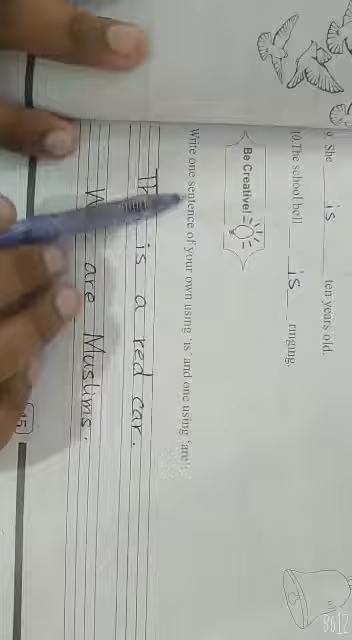 9. She is ten years old.
10. The school bell is ringing.
Be Creative!
Write one sentence of your own using 'is' and one using 'are'.
is a red car.
are Muslims.